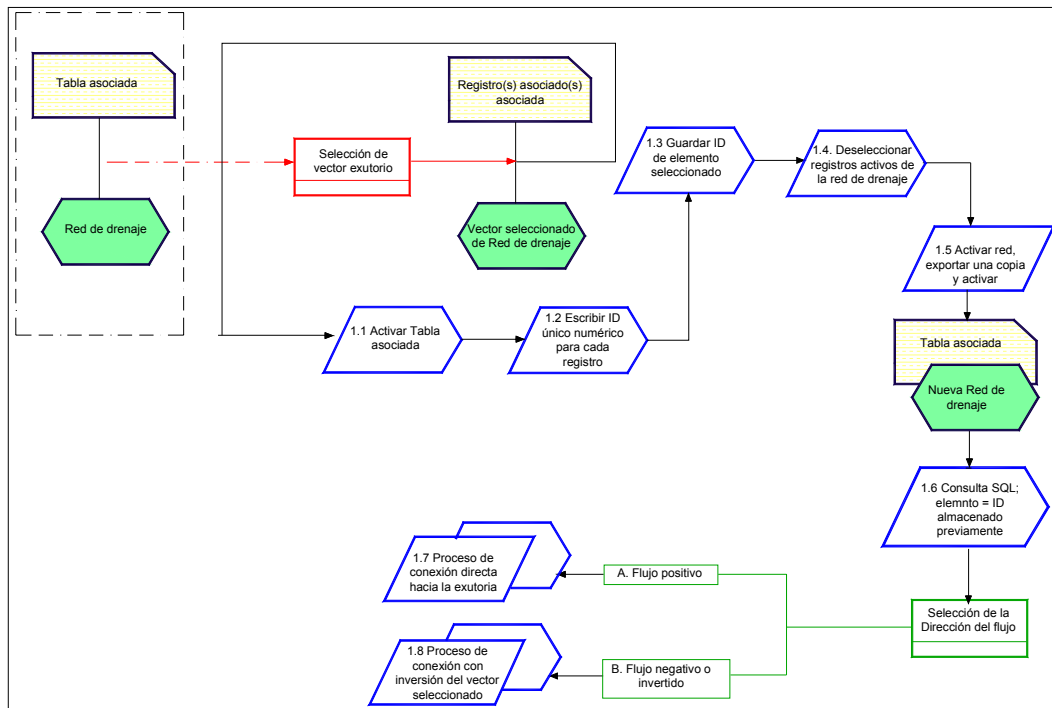 Tabla asociada
Red de drenaje
Selección de
vector exutorio
Registro(s) asociado(s)
asociada
Vector seleccionado
de Red de drenaje
1.1 Activar Tabla
asociada
1.2 Escribir ID
único numérico
para cada
registro
1.3 Guardar ID
de elemento
seleccionado
1.4. Deseleccionar
registros activos de
la red de drenaje
1.5 Activar red,
exportar una copia
y activar
Tabla asociada
Nueva Red de
drenaje
1.6 Consulta SQL;
elemnto = ID
almacenado
previamente
Selección de la
Dirección del flujo
A. Flujo positivo
B. Flujo negativo o
invertido
1.7 Proceso de
conexión directa
hacia la exutoria
1.8 Proceso de
conexión con
inversión del vector
seleccionado